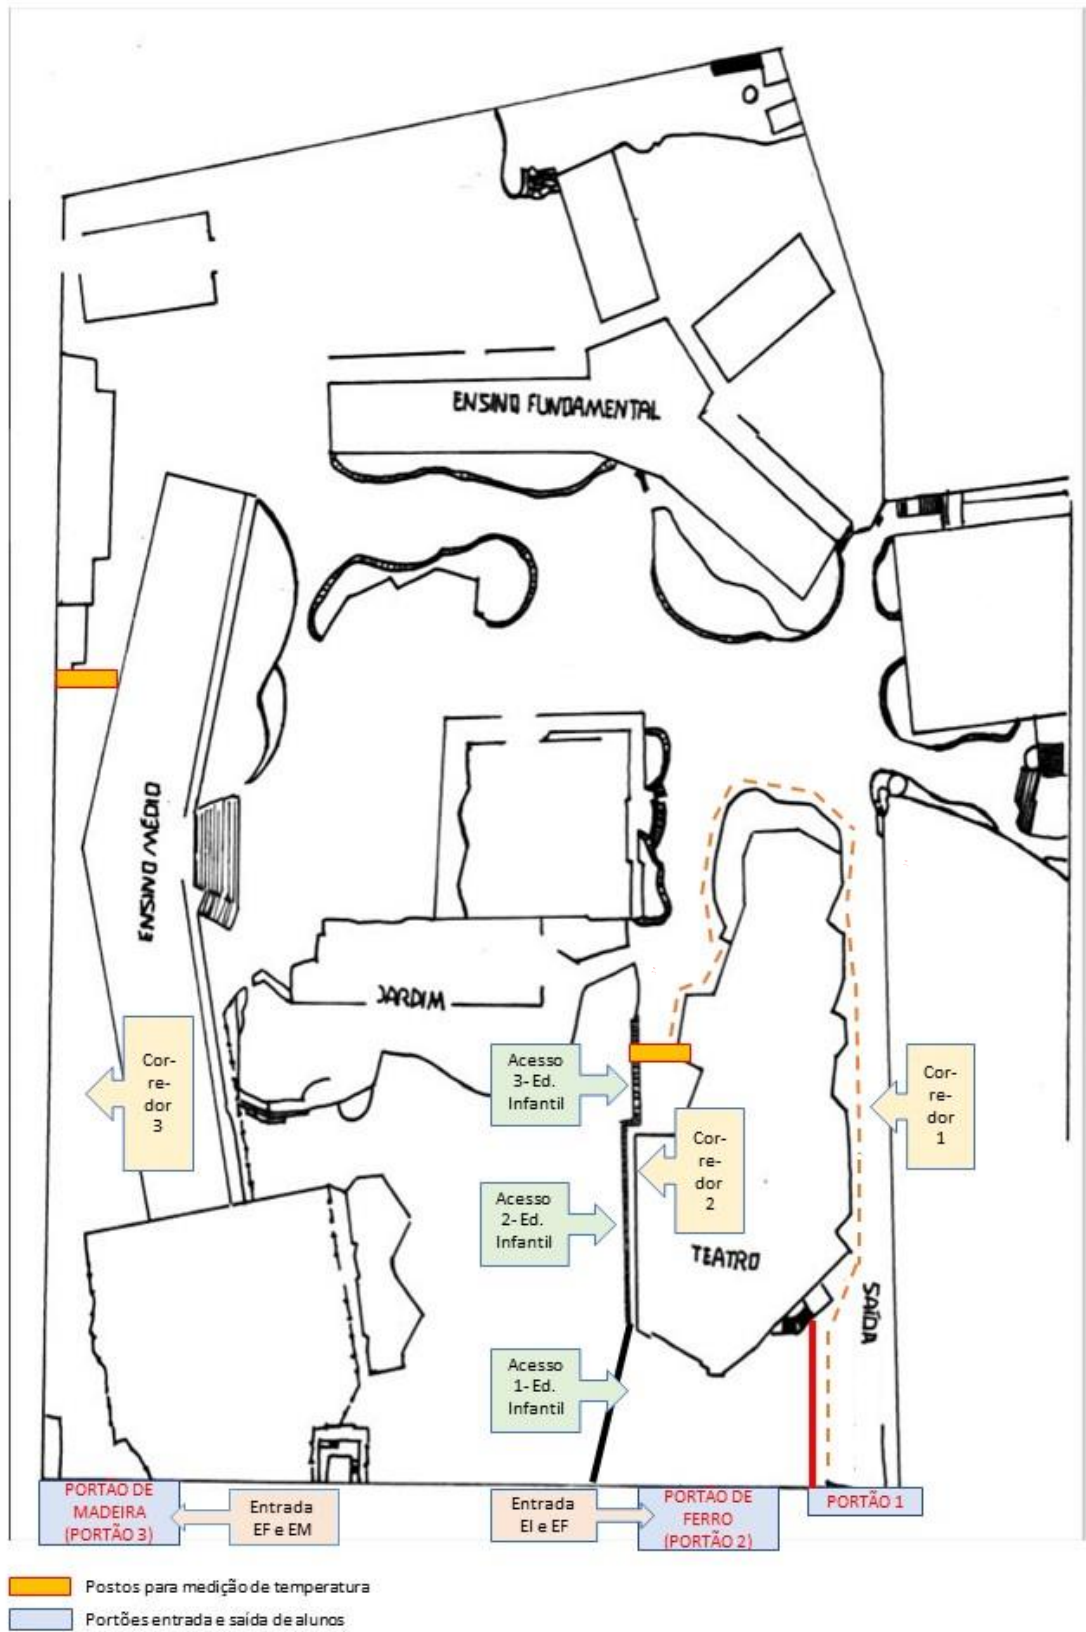 ENSINO FUNDAMENTAL
ENSINO MÉDIO
JARDIM
Cor-
re-
dor
3
Acesso
3- Ed.
Infantil
Cor-
re-
dor
1
Cor-
re-
dor
2
Acesso
2- Ed.
Infantil
TEATRO
SAÍDA
Acesso
1- Ed.
Infantil
PORTAO DE
MADEIRA
(PORTÃO 3)
Entrada
EF e EM
Entrada
EI e EF
PORTAO DE
FERRO
(PORTÃO 2)
PORTÃO 1
Postos para medição de temperatura
Portões entrada e saída de alunos